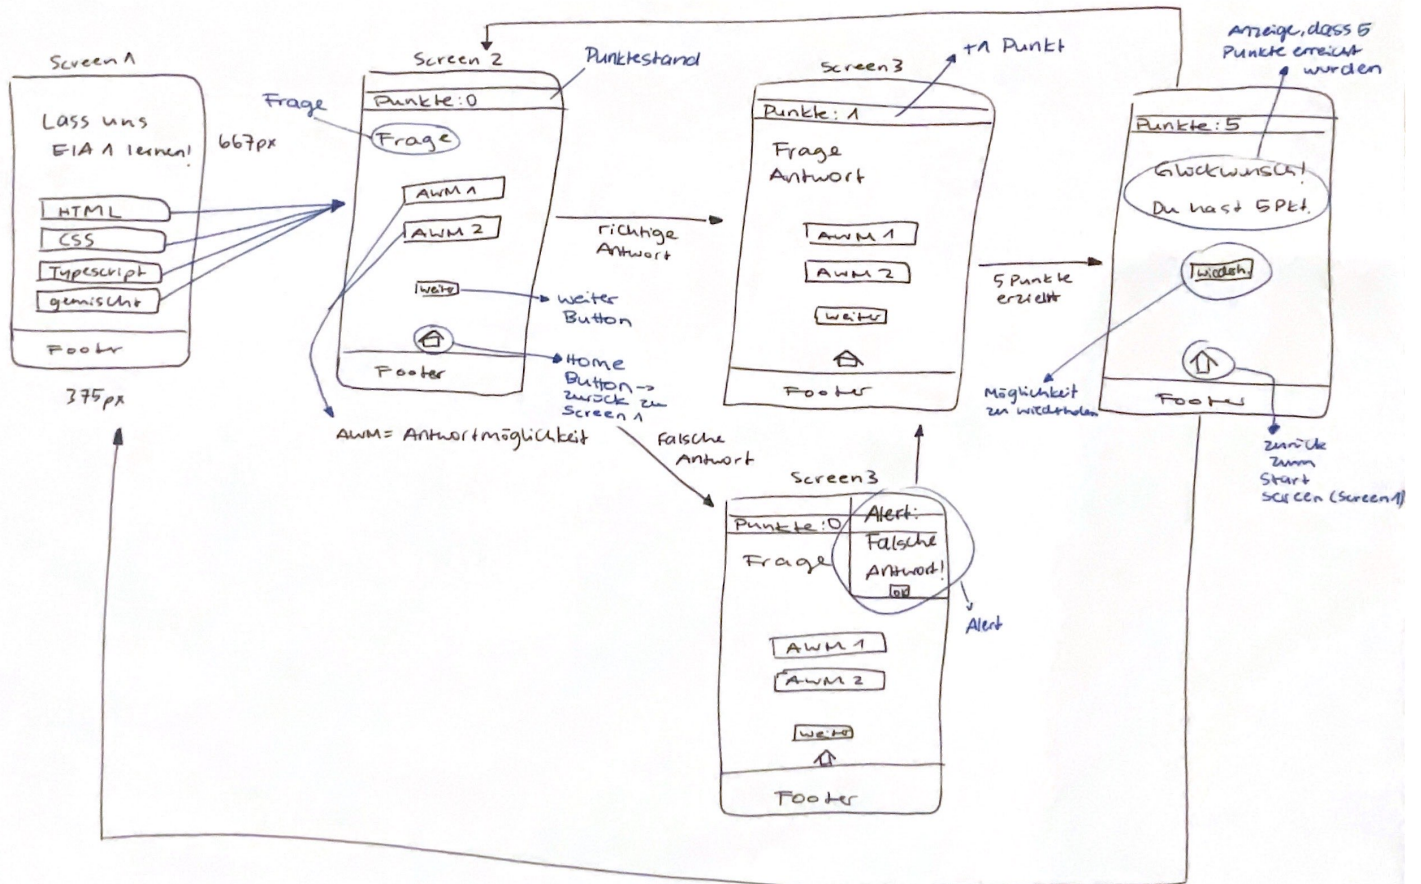 Screen 1
Lass uns
EIA 1 lernen!
HTML
CSS
Typescript
gemischt
Footer
667px
375px
Screen 2
Punkte: 0
Punktestand
Frage
Frage
AWM 1
AWM 2
weiter
weiter
Button
Home
Button →
zurück zu
Screen 1
Footer
AWM = Antwortmöglichkeit
richtige
Antwort
Falsche
Antwort
Screen 3
+1 Punkt
Punkte: 1
Frage
Antwort
AWM 1
AWM 2
weiter
Footer
Screen 3
Punkte: 0
Alert:
Falsche
Antwort!
ok
Alert
Frage
AWM 1
AWM 2
weiter
Footer
5 Punkte
erzielt
Anzeige, dass 5
Punkte erreicht
wurden
Punkte: 5
Glückwunsch!
Du hast 5 Pkt.
wiederh.
Möglichkeit
zu wiederholen
Footer
zurück
zum
Start
screen (Screen 1)